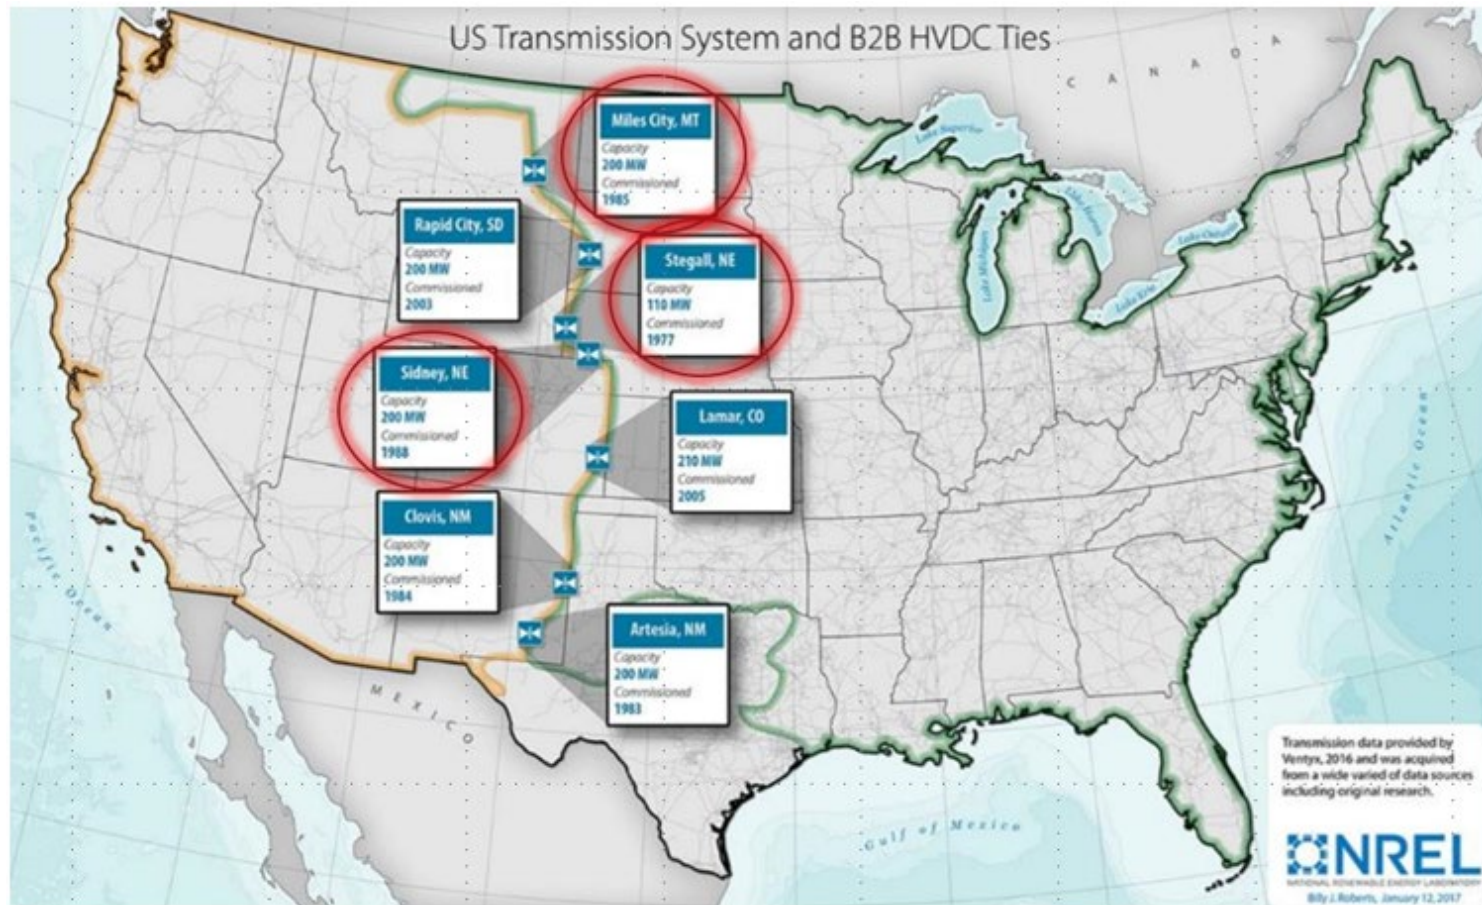 US Transmission System and B2B HVDC Ties
CANADA
Miles City, MT
Capacity
200 MW
Commissioned
1985
Rapid City, SD
Capacity
200 MW
Commissioned
2003
Stegall, NE
Capacity
110 MW
Commissioned
1977
Sidney, NE
Capacity
200 MW
Commissioned
1988
Lamar, CO
Capacity
210 MW
Commissioned
2005
Clovis, NM
Capacity
200 MW
Commissioned
1984
Artesia, NM
Capacity
200 MW
Commissioned
1983
Lake Superior
Lake Michigan
Lake Huron
Lake Ontario
Lake Erie
Pacific Ocean
Atlantic Ocean
MEXICO
Gulf of Mexico
Transmission data provided by
Ventyx, 2016 and was acquired
from a wide varied of data sources
including original research.
NREL
NATIONAL RENEWABLE ENERGY LABORATORY
Billy J. Roberts, January 12, 2017